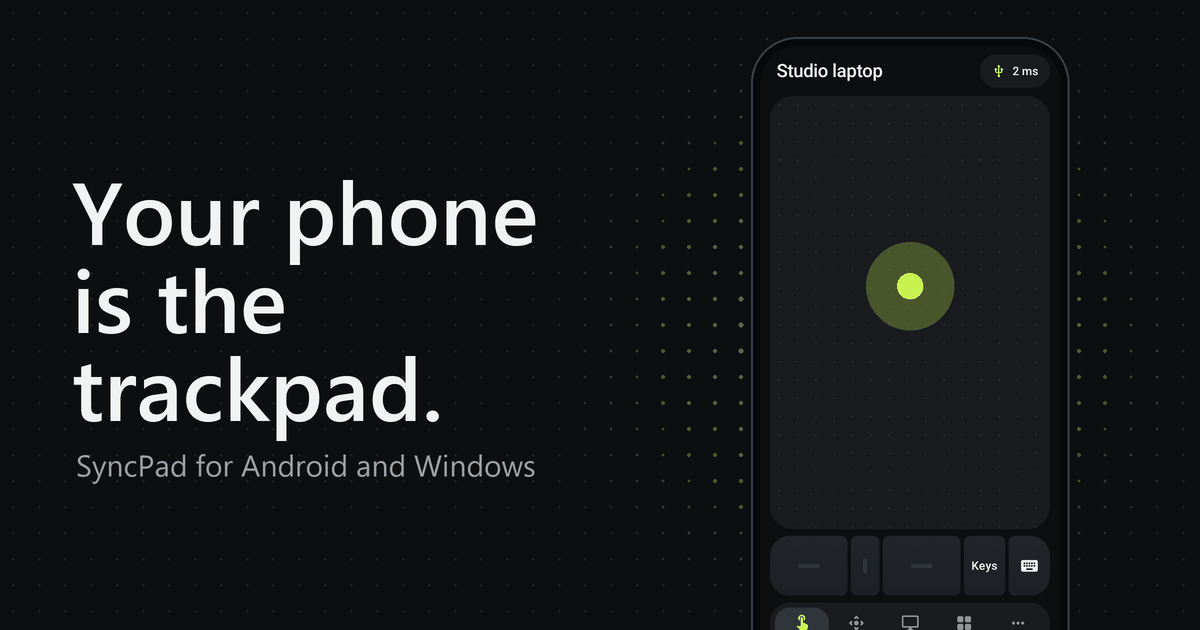 Your phone
is the
trackpad.
SyncPad for Android and Windows
Studio laptop
2 ms
Keys